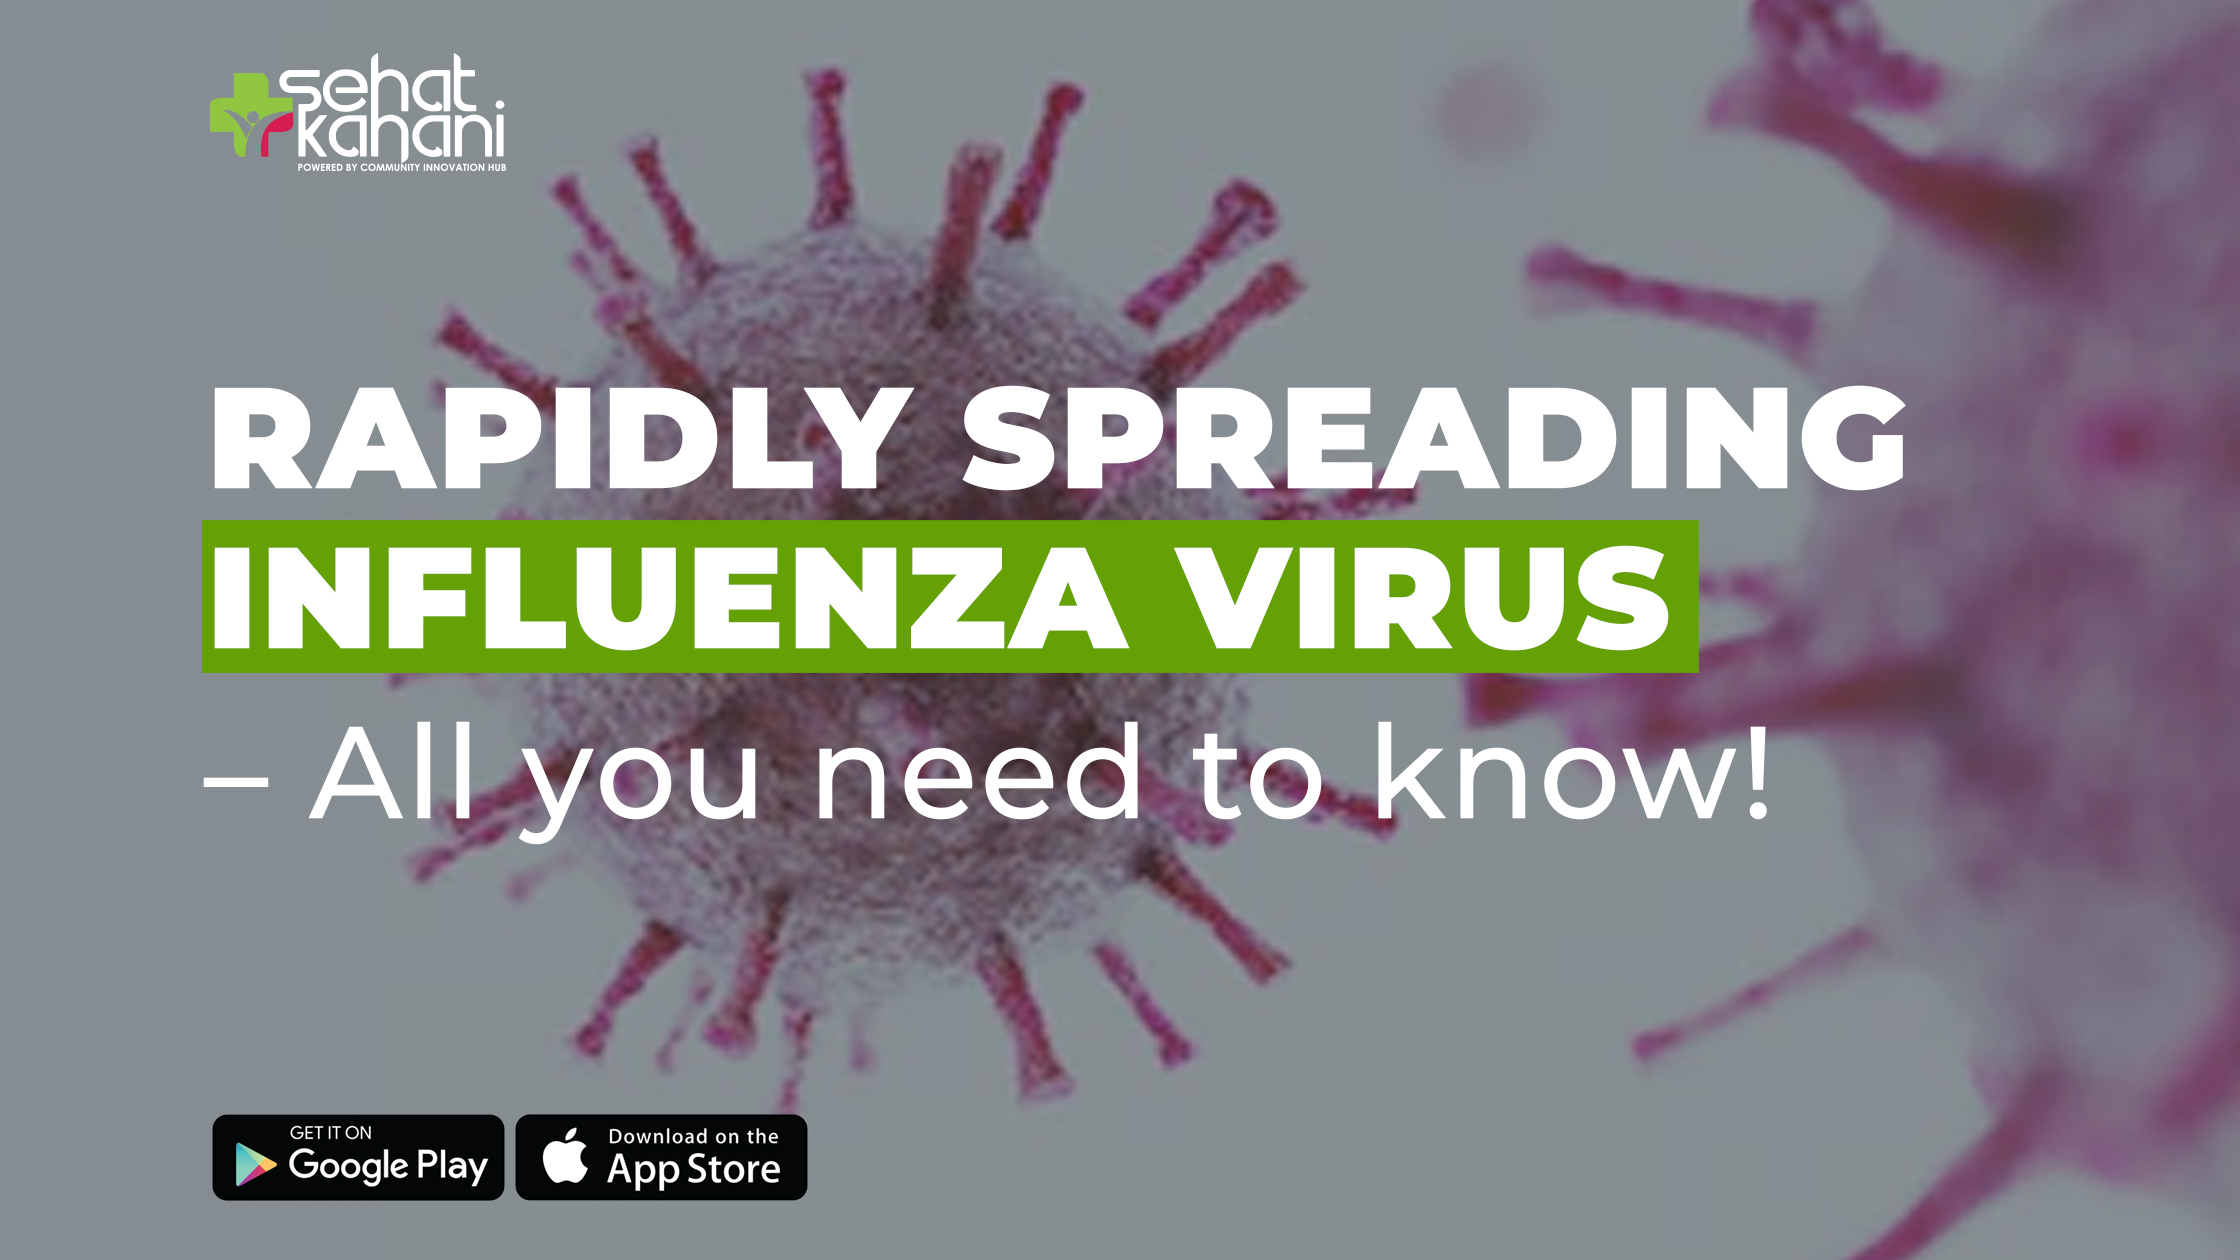 sehat
kahani
POWERED BY COMMUNITY INNOVATION HUB
RAPIDLY SPREADING
INFLUENZA VIRUS
– All you need to know!
GET IT ON
Google Play
Download on the
App Store